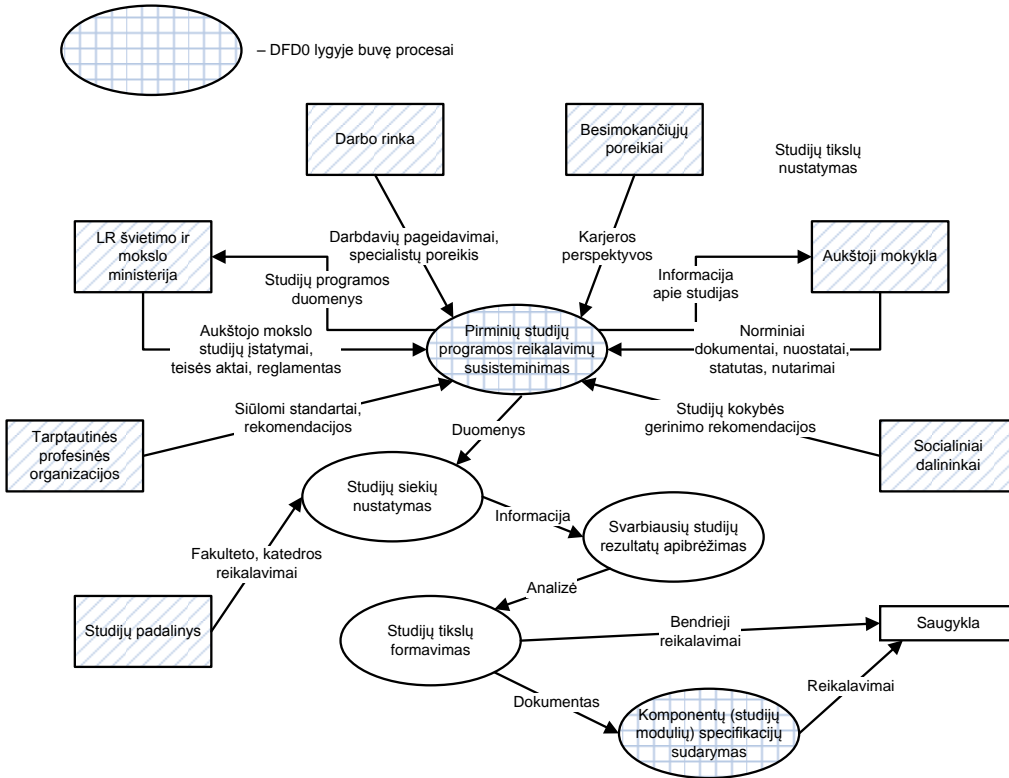 – DFD0 lygyje buvę procesai
Darbo rinka
Besimokančiųjų
poreikiai
Studijų tikslų
nustatymas
LR švietimo ir
mokslo
ministerija
Darbdavių pageidavimai,
specialistų poreikis
Karjeros
perspektyvos
Aukštoji mokykla
Studijų programos
duomenys
Informacija
apie studijas
Aukštojo mokslo
studijų įstatymai,
teisės aktai, reglamentas
Pirminių studijų
programos reikalavimų
susisteminimas
Norminiai
dokumentai, nuostatai,
statutas, nutarimai
Siūlomi standartai,
rekomendacijos
Studijų kokybės
gerinimo rekomendacijos
Tarptautinės
profesinės
organizacijos
Duomenys
Socialiniai
dalininkai
Studijų siekių
nustatymas
Informacija
Svarbiausių studijų
rezultatų apibrėžimas
Fakulteto, katedros
reikalavimai
Analizė
Studijų padalinys
Studijų tikslų
formavimas
Bendrieji
reikalavimai
Saugykla
Dokumentas
Reikalavimai
Komponentų (studijų
modulių) specifikacijų
sudarymas